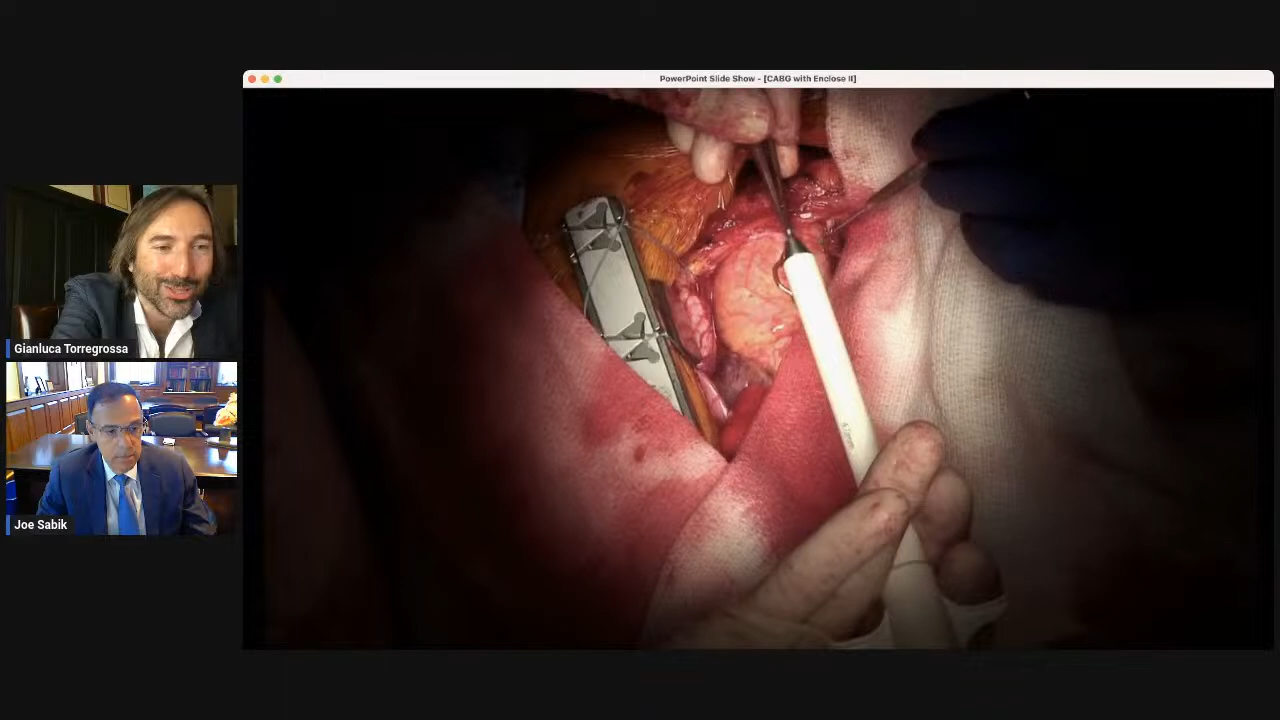 PowerPoint Slide Show - [CABG with Enclose II]
Gianluca Torregrossa
Joe Sabik